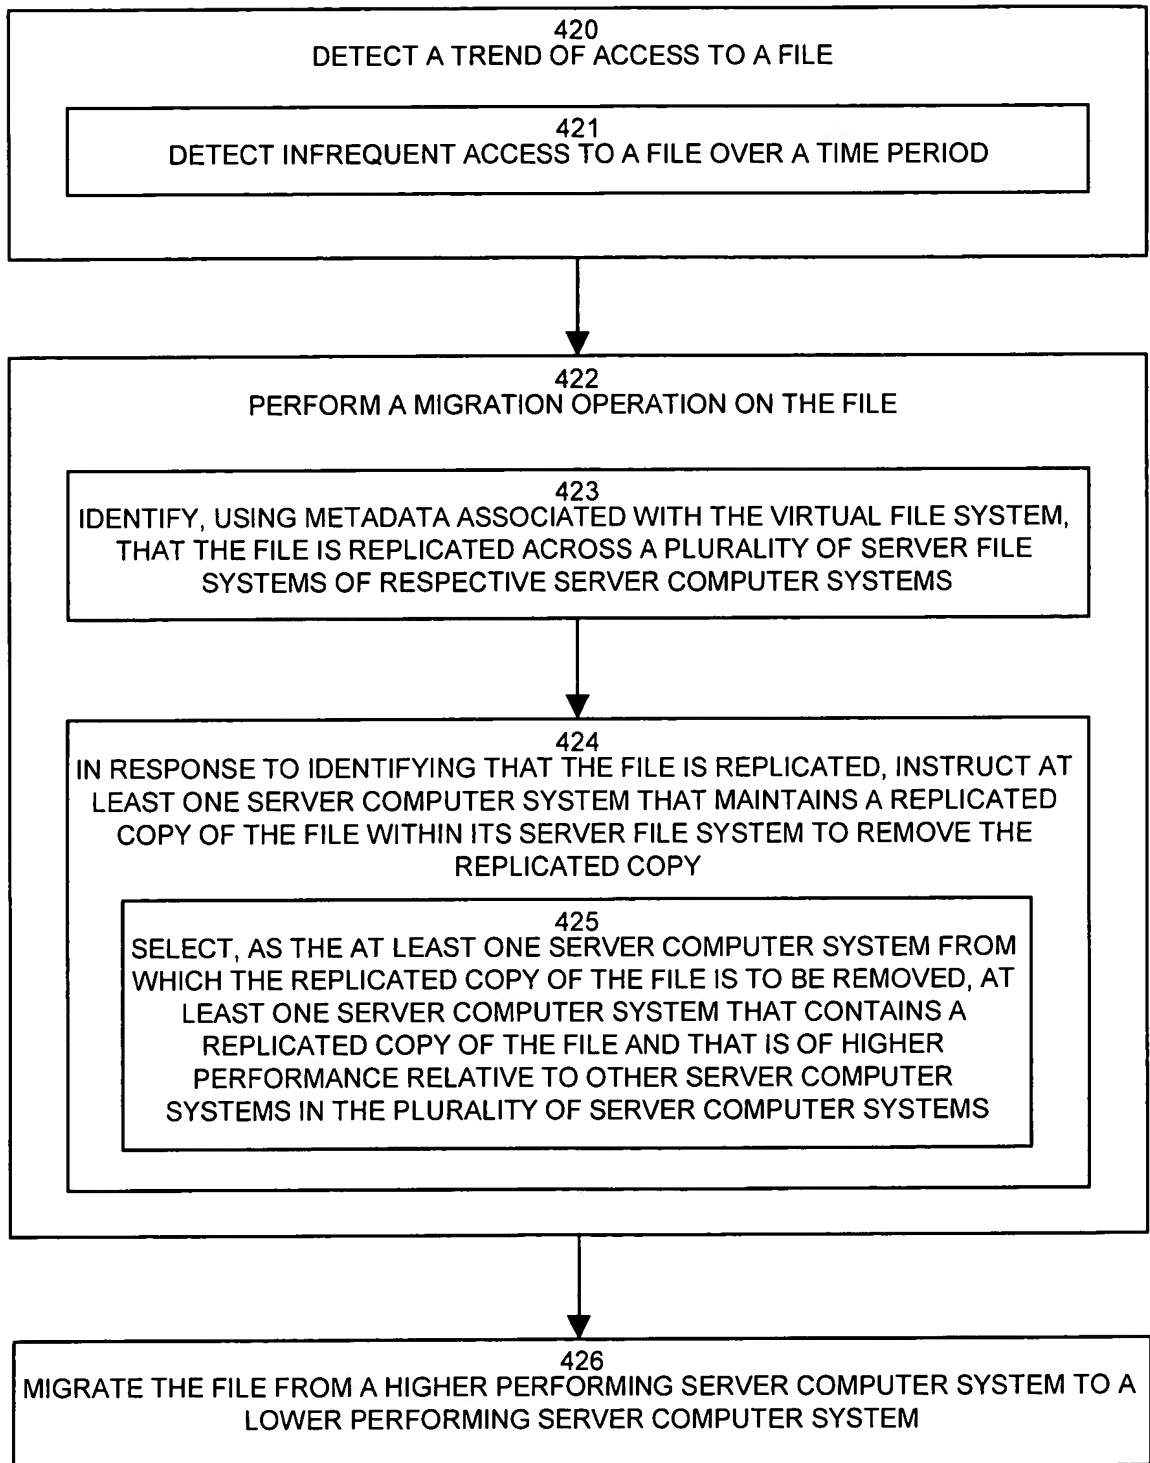 420
DETECT A TREND OF ACCESS TO A FILE
421
DETECT INFREQUENT ACCESS TO A FILE OVER A TIME PERIOD
422
PERFORM A MIGRATION OPERATION ON THE FILE
423
IDENTIFY, USING METADATA ASSOCIATED WITH THE VIRTUAL FILE SYSTEM,
THAT THE FILE IS REPLICATED ACROSS A PLURALITY OF SERVER FILE
SYSTEMS OF RESPECTIVE SERVER COMPUTER SYSTEMS
424
IN RESPONSE TO IDENTIFYING THAT THE FILE IS REPLICATED, INSTRUCT AT
LEAST ONE SERVER COMPUTER SYSTEM THAT MAINTAINS A REPLICATED
COPY OF THE FILE WITHIN ITS SERVER FILE SYSTEM TO REMOVE THE
REPLICATED COPY
425
SELECT, AS THE AT LEAST ONE SERVER COMPUTER SYSTEM FROM
WHICH THE REPLICATED COPY OF THE FILE IS TO BE REMOVED, AT
LEAST ONE SERVER COMPUTER SYSTEM THAT CONTAINS A
REPLICATED COPY OF THE FILE AND THAT IS OF HIGHER
PERFORMANCE RELATIVE TO OTHER SERVER COMPUTER
SYSTEMS IN THE PLURALITY OF SERVER COMPUTER SYSTEMS
426
MIGRATE THE FILE FROM A HIGHER PERFORMING SERVER COMPUTER SYSTEM TO A
LOWER PERFORMING SERVER COMPUTER SYSTEM